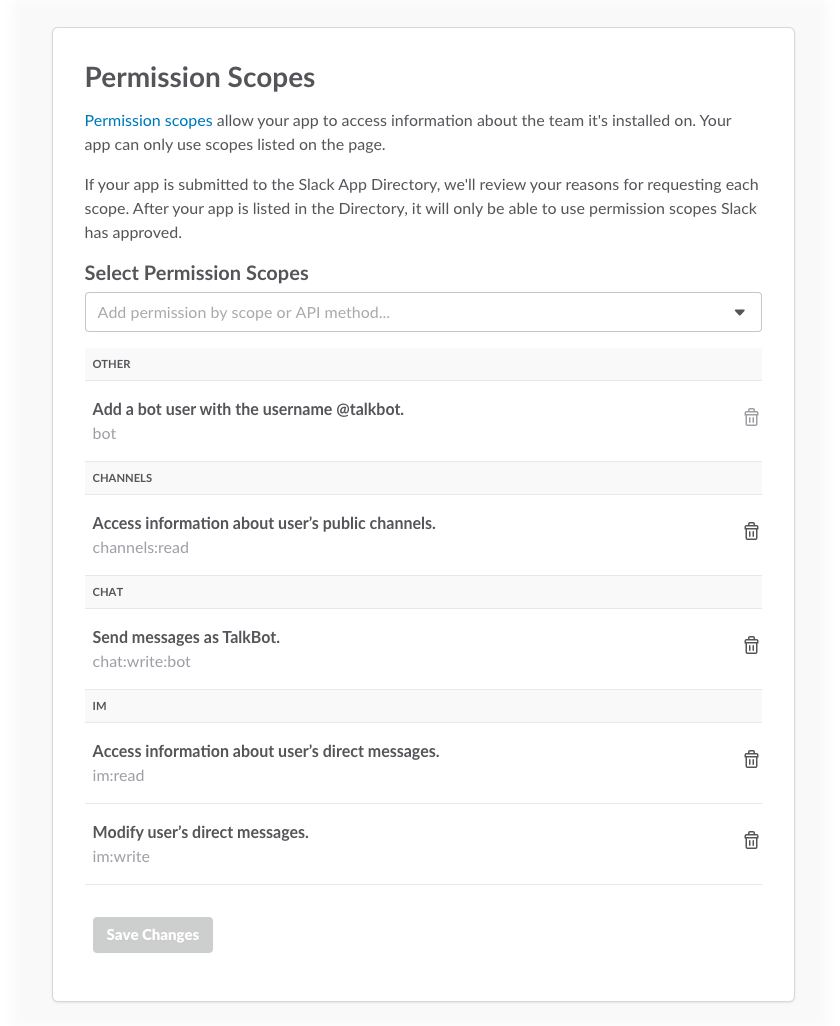 Permission Scopes
Permission scopes allow your app to access information about the team it's installed on. Your
app can only use scopes listed on the page.
If your app is submitted to the Slack App Directory, we'll review your reasons for requesting each
scope. After your app is listed in the Directory, it will only be able to use permission scopes Slack
has approved.
Select Permission Scopes
Add permission by scope or API method...
OTHER
Add a bot user with the username @talkbot.
bot
CHANNELS
Access information about user’s public channels.
channels:read
CHAT
Send messages as TalkBot.
chat:write:bot
IM
Access information about user’s direct messages.
im:read
Modify user’s direct messages.
im:write
Save Changes